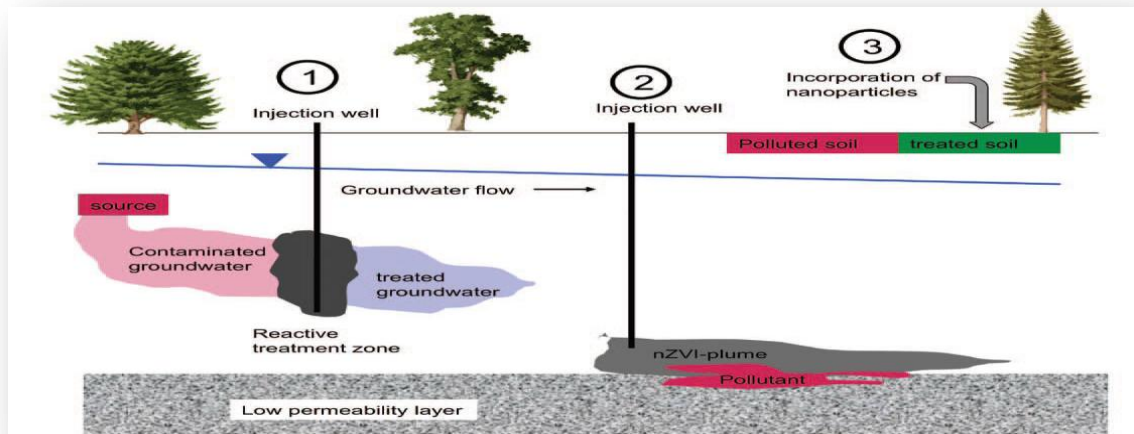 1
Injection well
2
Injection well
3
Incorporation of
nanoparticles
Polluted soil
treated soil
Groundwater flow
source
Contaminated
groundwater
treated
groundwater
Reactive
treatment zone
nZVI-plume
Pollutant
Low permeability layer